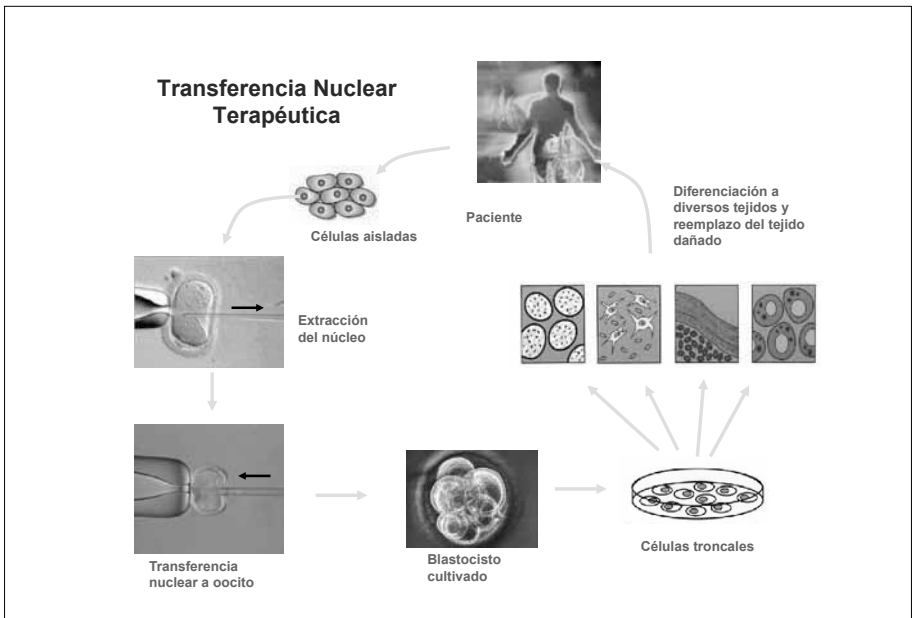 Transferencia Nuclear
Terapéutica
Paciente
Células aisladas
Diferenciación a
diversos tejidos y
reemplazo del tejido
dañado
Extracción
del núcleo
Transferencia
nuclear a oocito
Blastocisto
cultivado
Células troncales